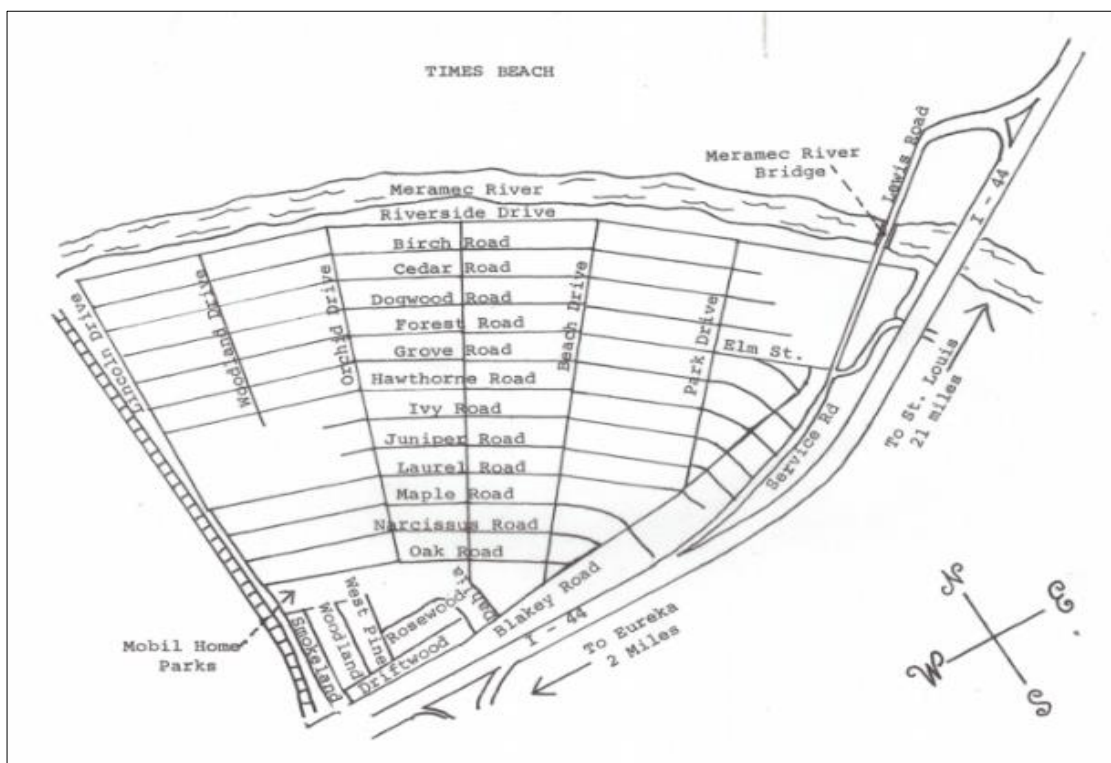 TIMES BEACH
Meramec River
Bridge
Lewis Road
I - 44
Meramec River
Riverside Drive
Birch Road
Cedar Road
Dogwood Road
Forest Road
Grove Road
Hawthorne Road
Ivy Road
Juniper Road
Laurel Road
Maple Road
Narcissus Road
Oak Road
Lincoln Drive
Woodland Drive
Orchid Drive
Beach Drive
Park Drive
Elm St.
Service Rd
To St. Louis
21 miles
Mobil Home
Parks
Smokeland
Woodland
West Pine
Rosewood
Driftwood
Blakey Road
I - 44
To Eureka
2 Miles
N
W
S